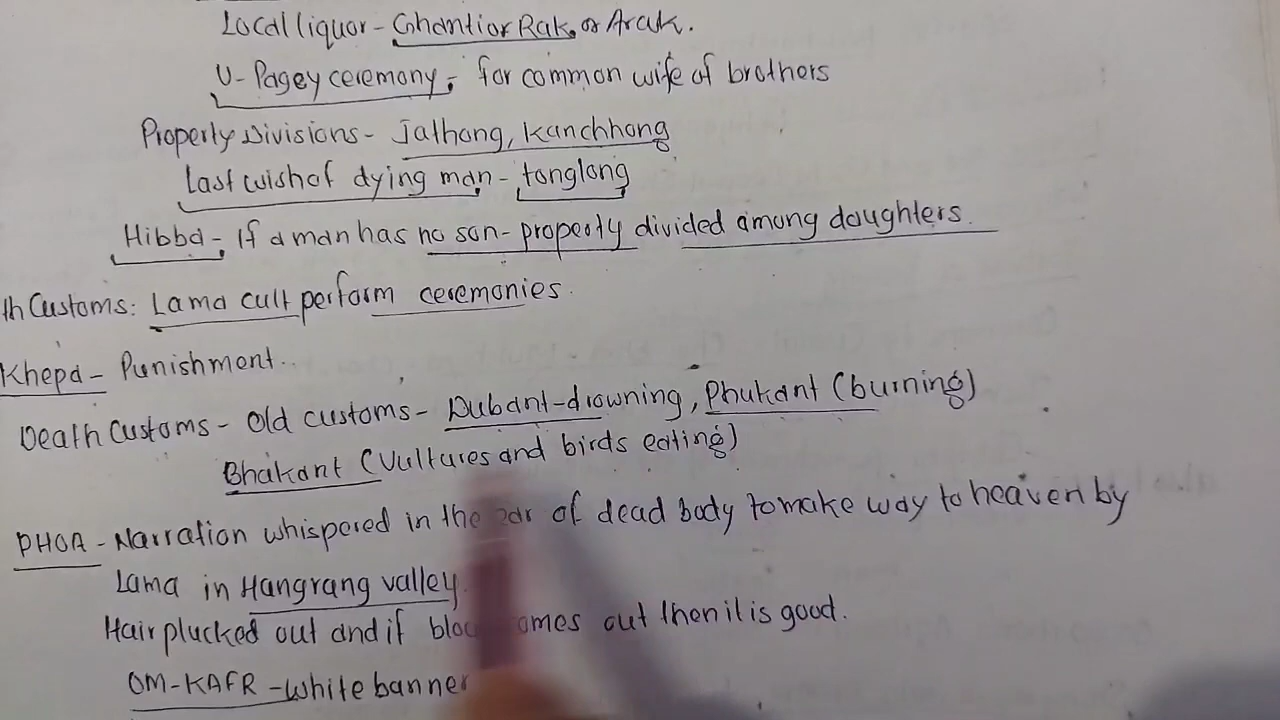 Local liquor - Ghantior Rak, or Arak.
U-Pagey ceremony, - for common wife of brothers
Property Divisions - Jathong, Kanchhong
Last wish of dying man - tonglong
Hibba - If a man has no son - property divided among daughters.
th Customs: Lama cult perform ceremonies.
Khepa - Punishment..
Death Customs - Old customs - Dubant - drowning, Phukant (burning)
Bhakant (Vultures and birds eating)
PHOA - Narration whispered in the ear of dead body to make way to heaven by
Lama in Hangrang valley.
Hair plucked out and if comes out then it is good.
OM-KAFR - white banner